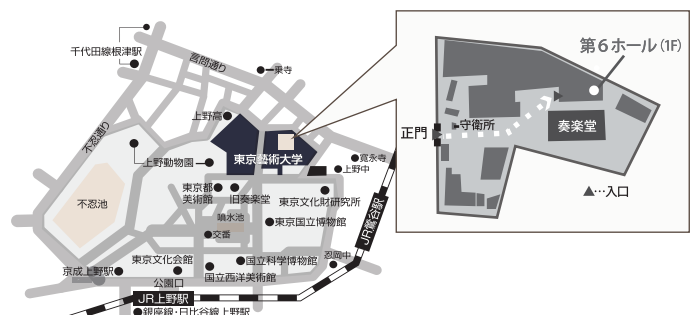 千代田線根津駅
言問通り
一乗寺
第6ホール(1F)
上野高
不忍通り
正門
守衛所
奏楽堂
東京藝術大学
寛永寺
上野中
上野動物園
東京都
美術館
旧奏楽堂
東京文化財研究所
▲…入口
不忍池
噴水池
東京国立博物館
交番
JR鶯谷駅
東京文化会館
国立科学博物館
忍岡中
京成上野駅
国立西洋美術館
公園口
JR上野駅
銀座線・日比谷線上野駅